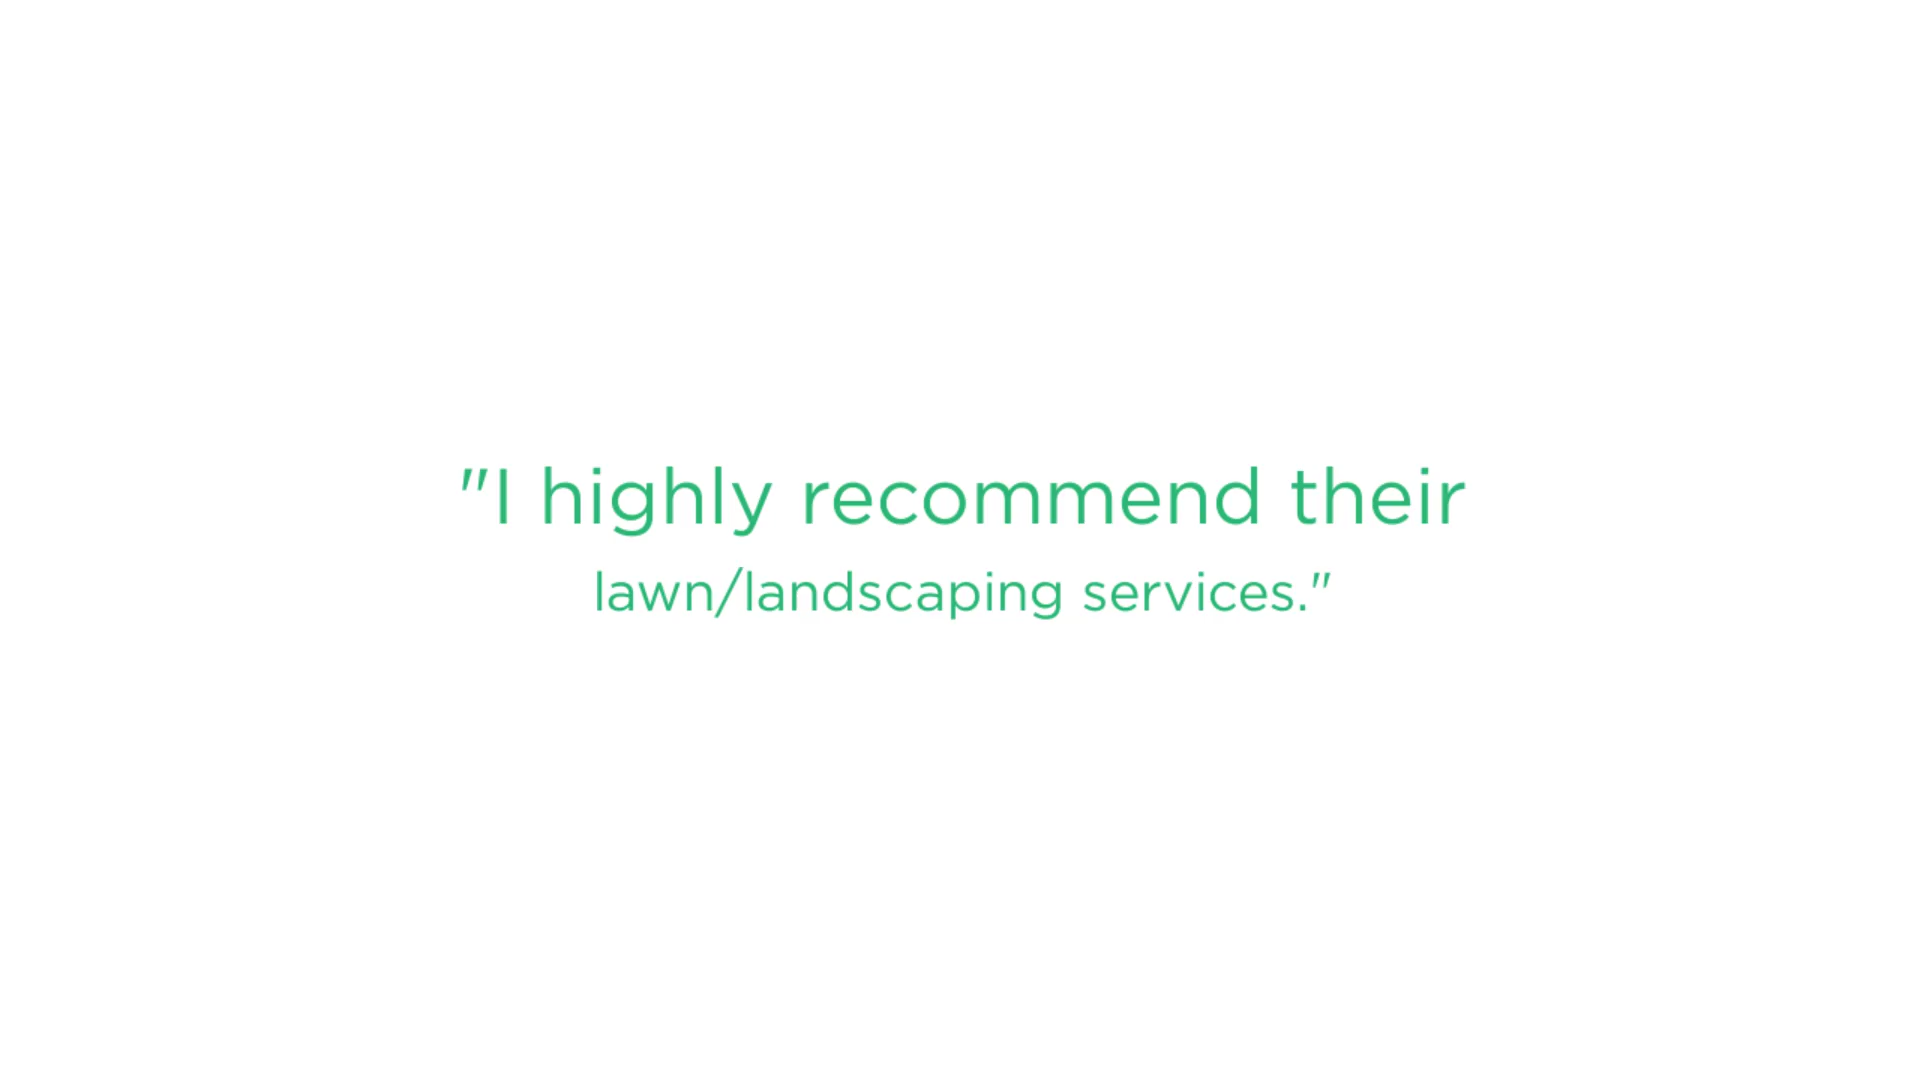 "I highly recommend their
lawn/landscaping services."